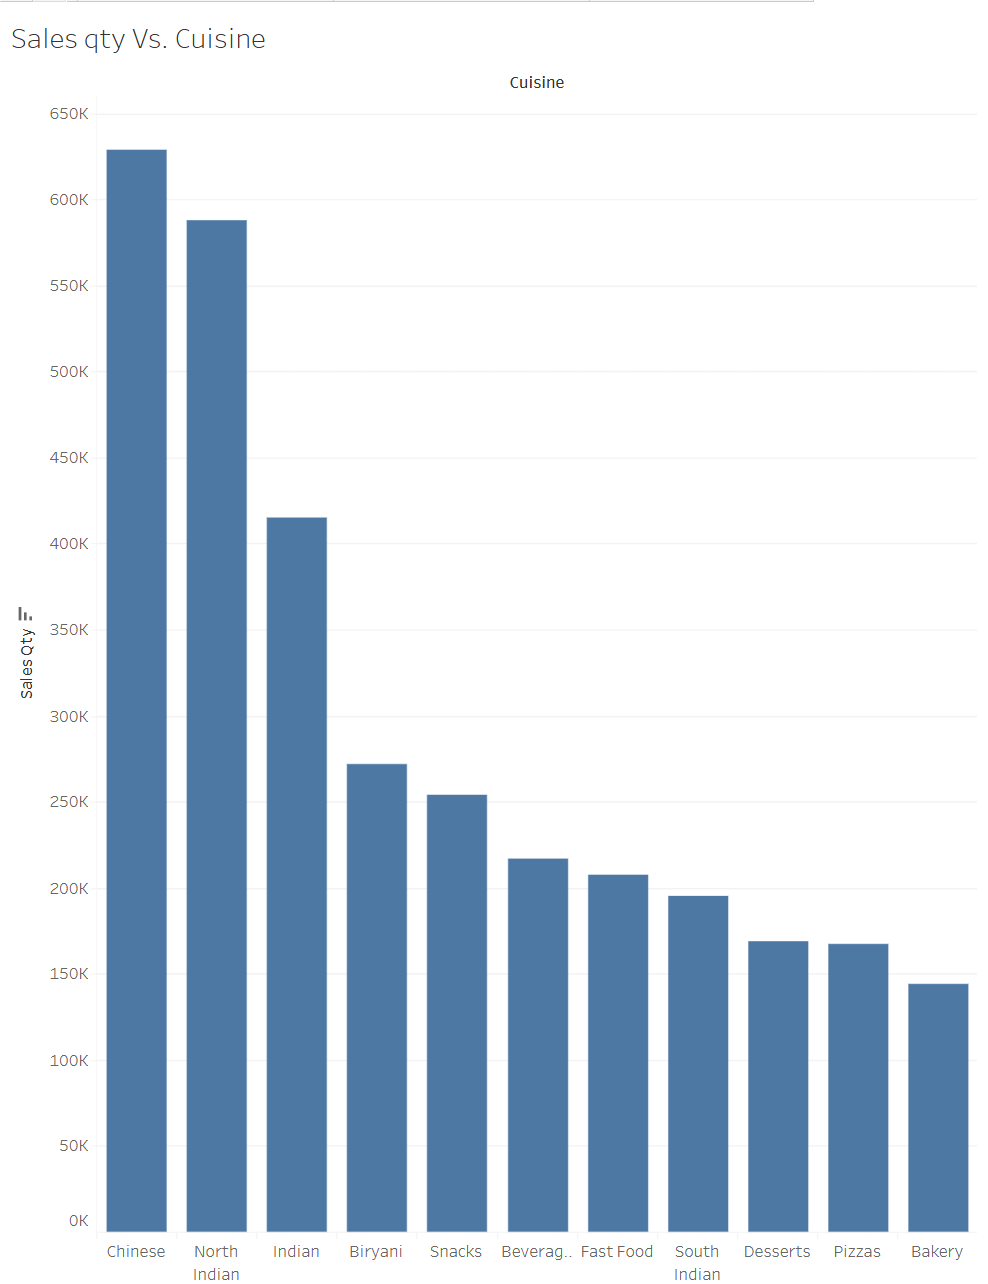 Sales qty Vs. Cuisine
Cuisine
650K
600K
550K
500K
450K
400K
350K
300K
250K
200K
150K
100K
50K
0K
Sales Qty
Chinese
North
Indian
Indian
Biryani
Snacks
Beverag..
Fast Food
South
Indian
Desserts
Pizzas
Bakery